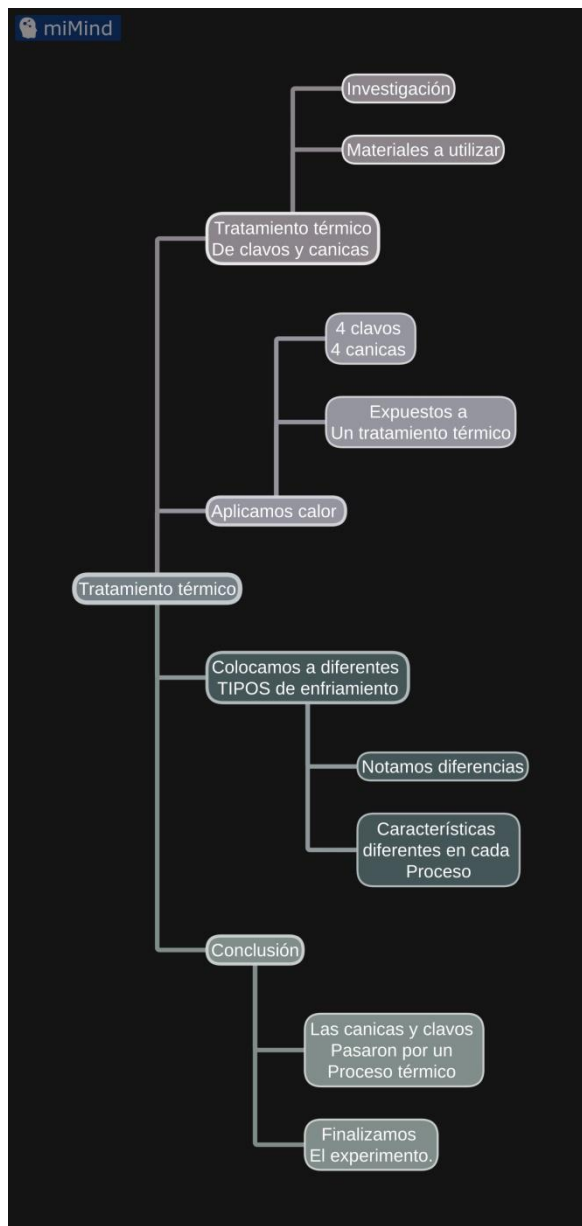 miMind
Investigación
Materiales a utilizar
Tratamiento térmico
De clavos y canicas
4 clavos
4 canicas
Expuestos a
Un tratamiento térmico
Aplicamos calor
Tratamiento térmico
Colocamos a diferentes
TIPOS de enfriamiento
Notamos diferencias
Características
diferentes en cada
Proceso
Conclusión
Las canicas y clavos
Pasaron por un
Proceso térmico
Finalizamos
El experimento.